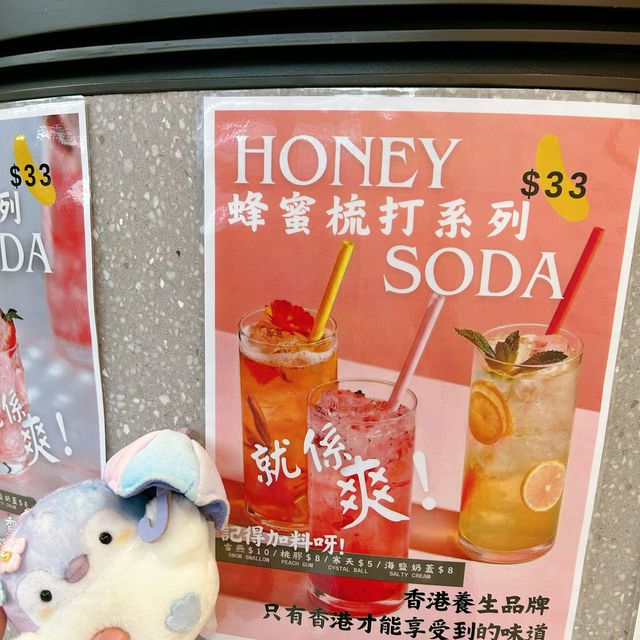 $33
列
DA
係
爽!
HONEY
$33
蜂蜜梳打系列
SODA
就係
爽!
記得加料呀!
雪燕$10/桃膠$8/寒天$5/海鹽奶蓋$8
SNOW SWALLOW PEACH GUM CYSTAL BALL SALTY CREAM
香港養生品牌
只有香港才能享受到的味道